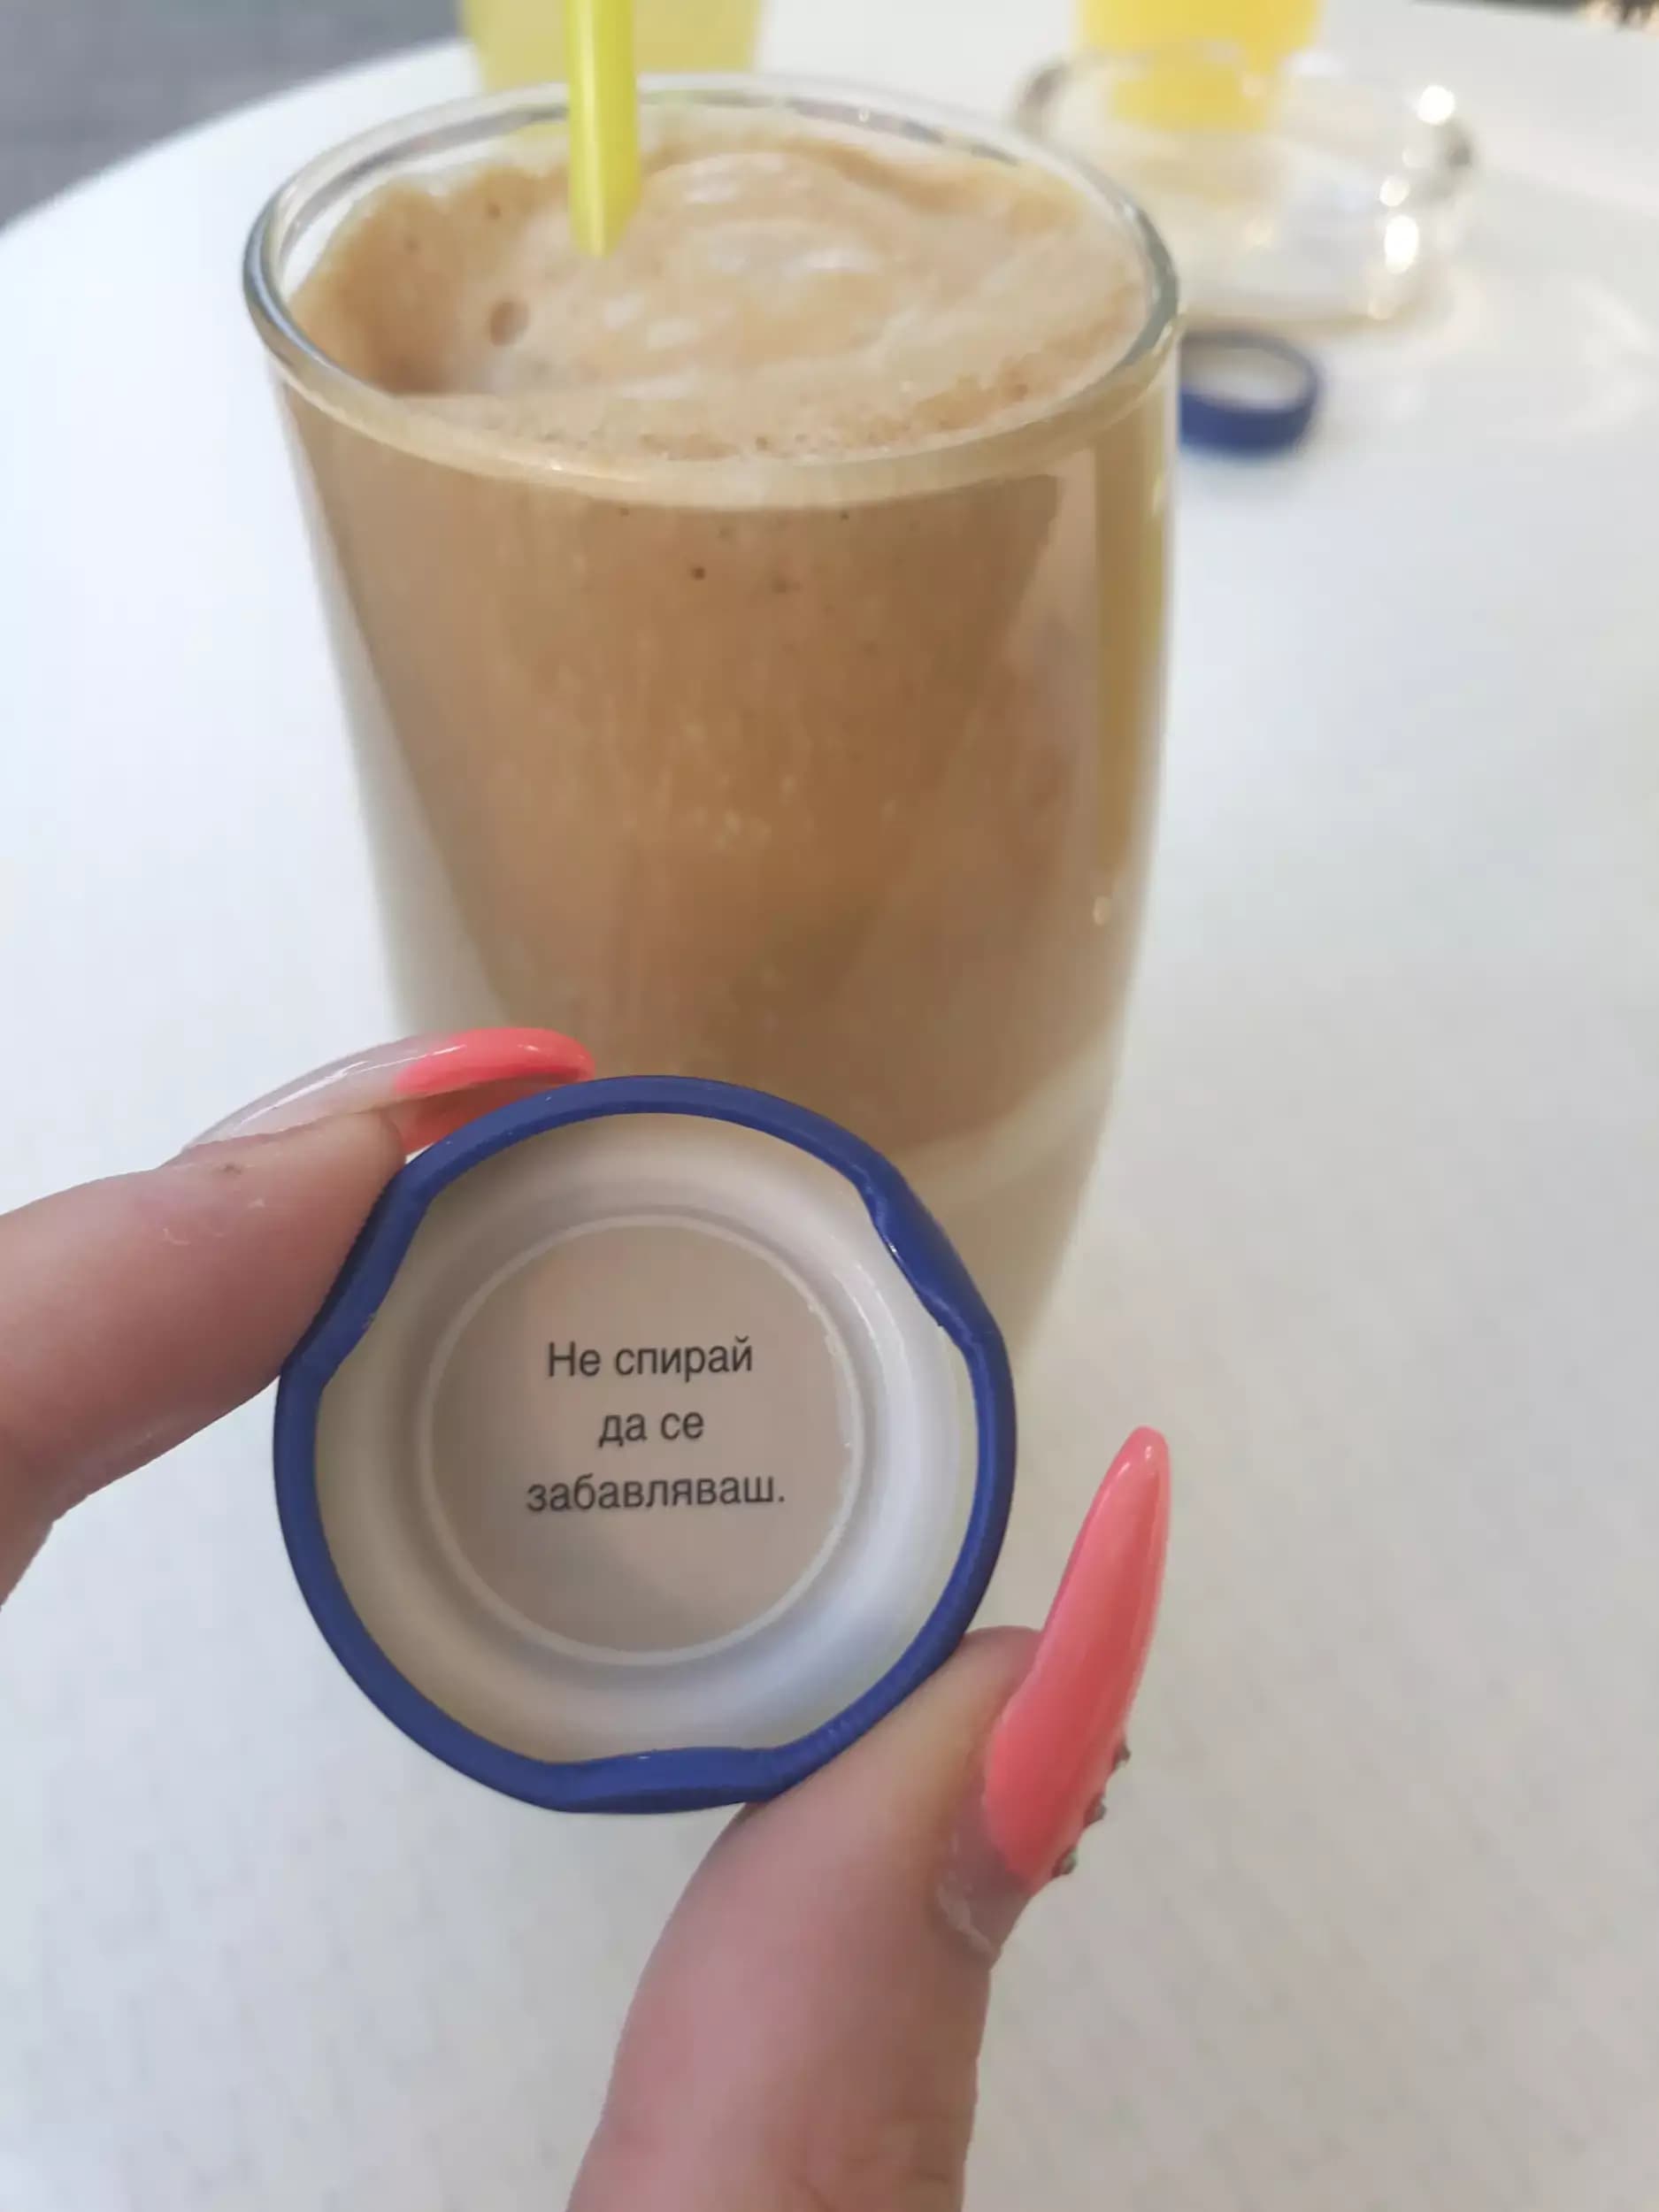 Не спирай
да се
забавляваш.